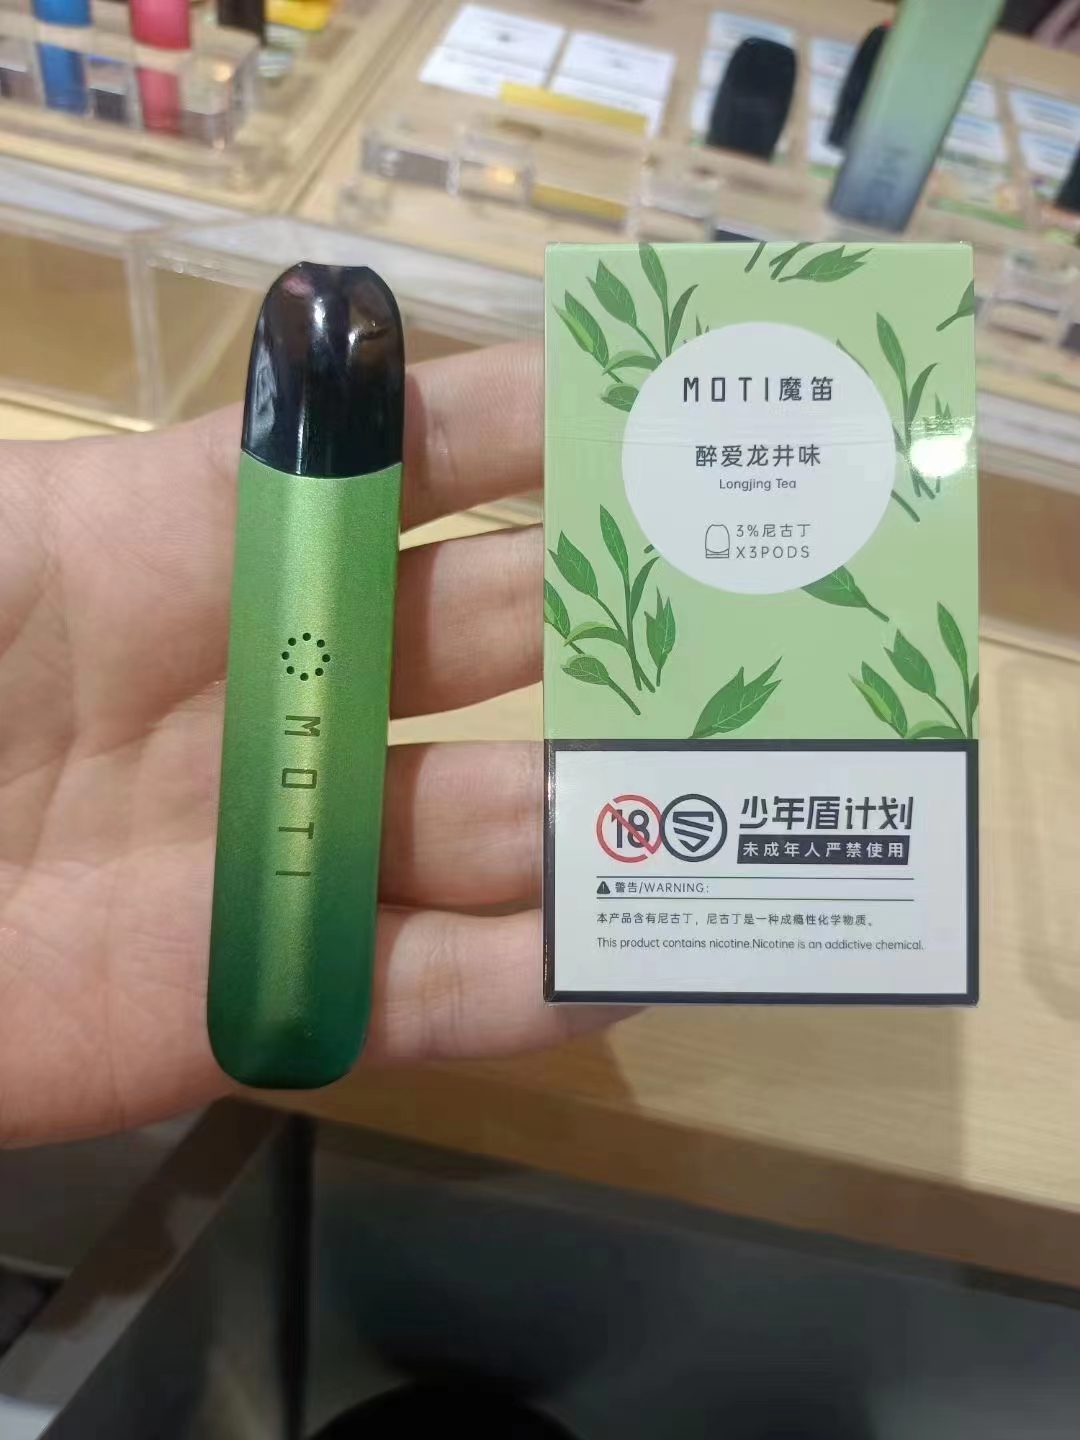 MOTI
MOTI魔笛
醉爱龙井味
Longjing Tea
3%尼古丁
X3PODS
18
少年盾计划
未成年人严禁使用
警告/WARNING:
本产品含有尼古丁，尼古丁是一种成瘾性化学物质。
This product contains nicotine.Nicotine is an addictive chemical.